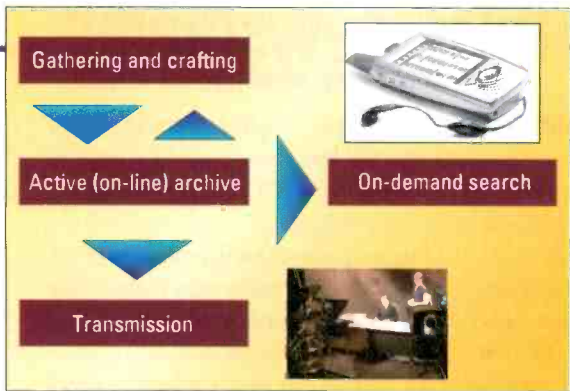 Gathering and crafting
Active (on-line) archive
On-demand search
Transmission